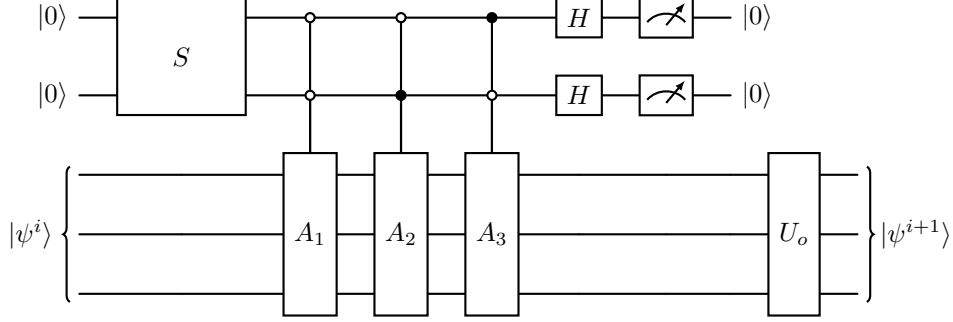 |0⟩ S H |0⟩
|0⟩ H |0⟩
|ψ^i⟩ A_1 A_2 A_3 U_o |ψ^{i+1}⟩